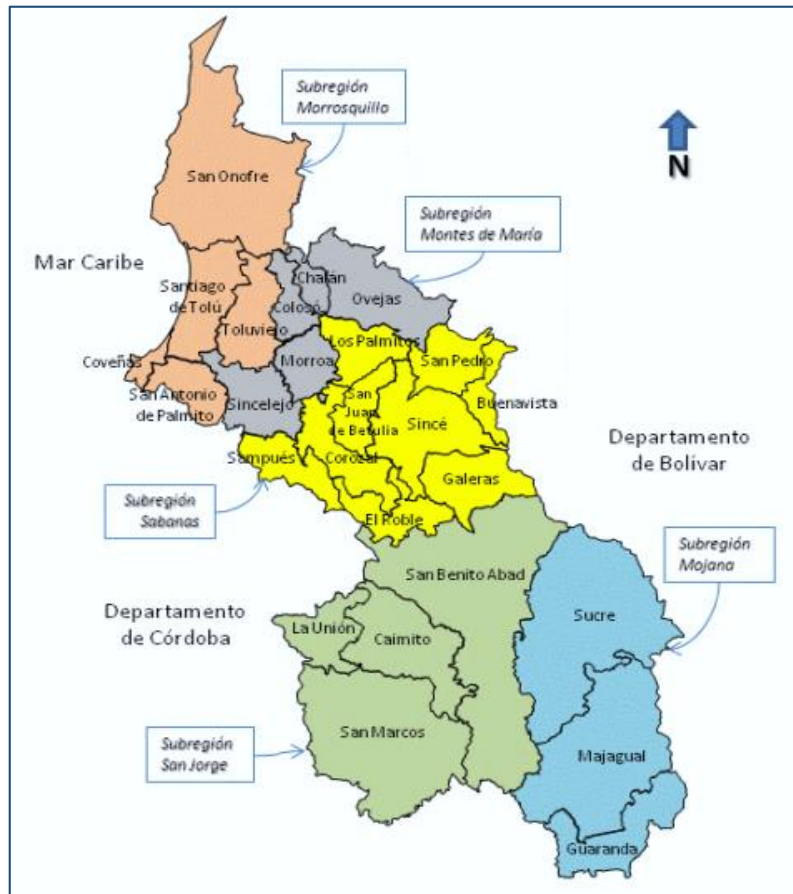 Subregión
Morrosquillo
N
San Onofre
Subregión
Montes de María
Mar Caribe
Chalan
Santiago
de Tolú
Colosó
Ovejas
Toluviejo
Los Palmitos
San Pedro
Coveñas
Morroa
San Antonio
de Palmito
Sincelejo
San
Juan
de Betulia
Buenavista
Sincé
Departamento
de Bolívar
Sampués
Corozal
Galeras
Subregión
Sabanas
El Roble
Subregión
Mojana
San Benito Abad
Departamento
de Córdoba
La Unión
Caimito
Sucre
San Marcos
Subregión
San Jorge
Majagual
Guaranda